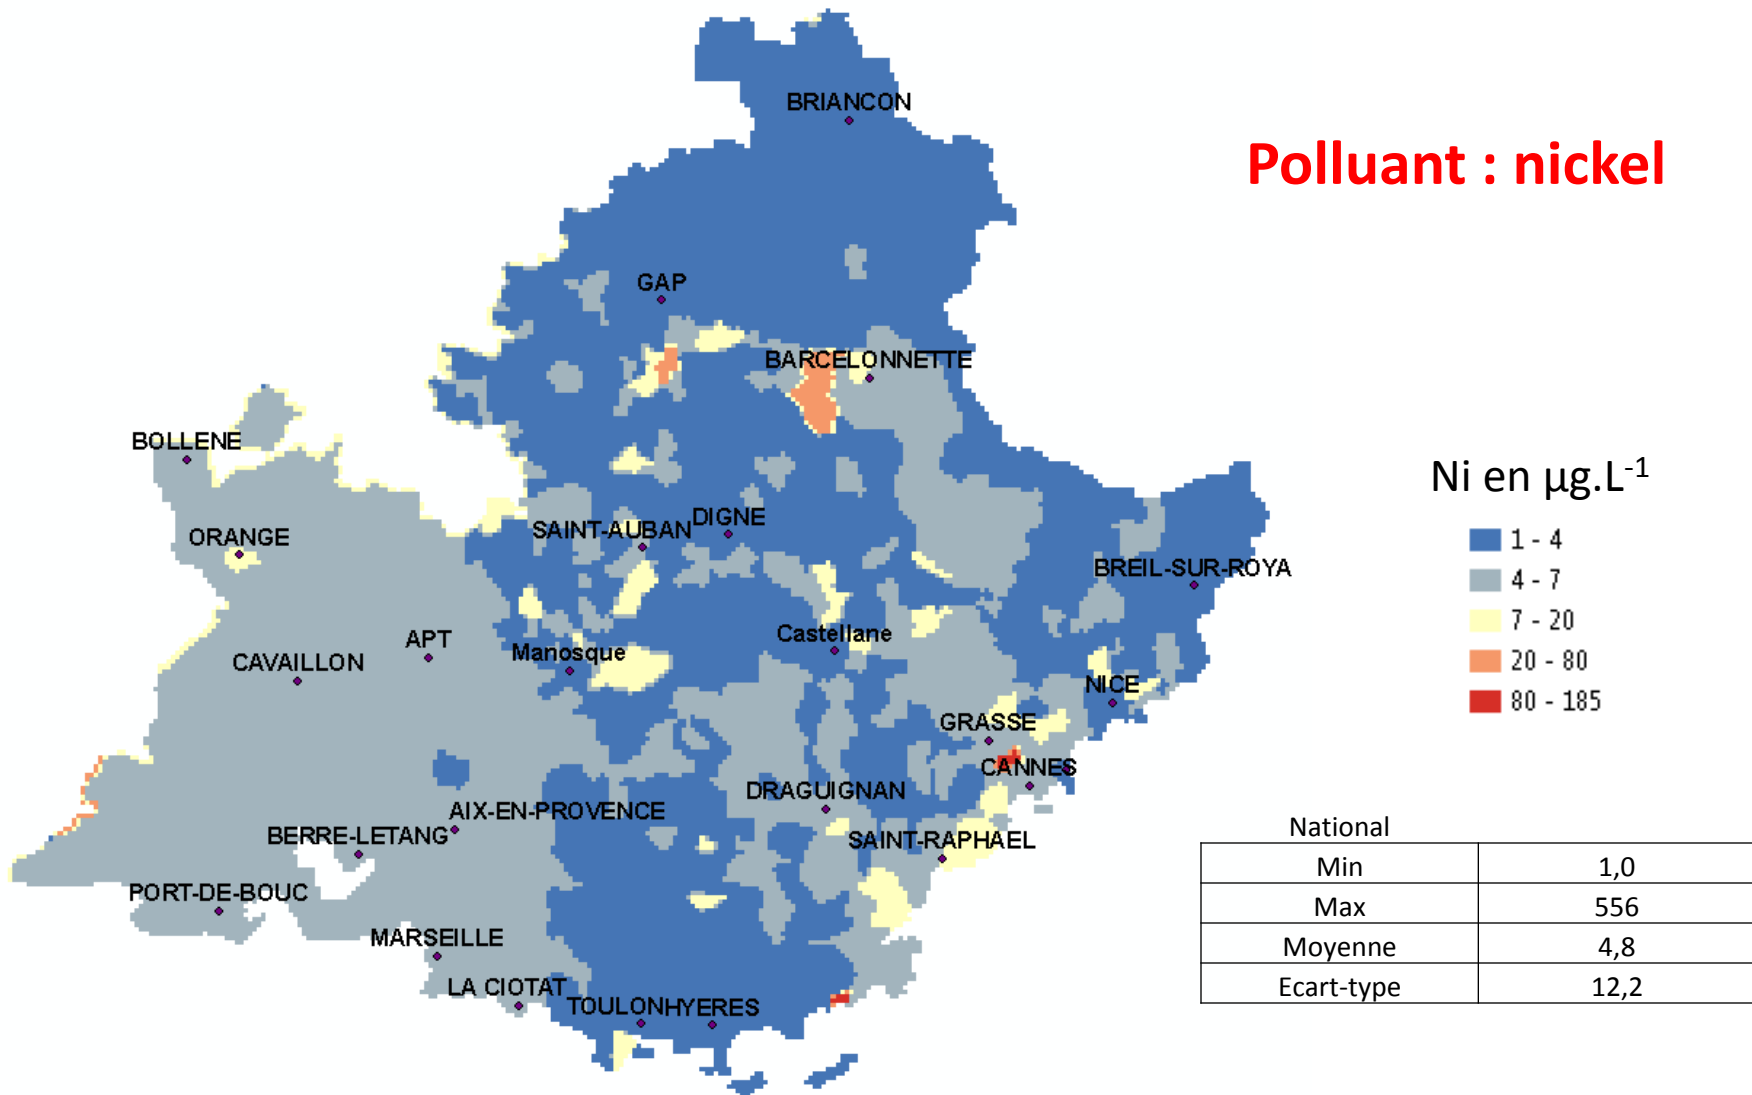 BRIANCON
Polluant : nickel
GAP
BARCELONNETTE
BOLLENE
Ni en µg.L-1
ORANGE
SAINT-AUBAN
DIGNE
1 - 4
BREIL-SUR-ROYA
4 - 7
7 - 20
APT
Castellane
CAVAILLON
Manosque
20 - 80
NICE
80 - 185
GRASSE
CANNES
DRAGUIGNAN
AIX-EN-PROVENCE
BERRE-LETANG
SAINT-RAPHAEL
National
Min 1,0
PORT-DE-BOUC
Max 556
MARSEILLE
Moyenne 4,8
LA CIOTAT
Ecart-type 12,2
TOULON
HYERES